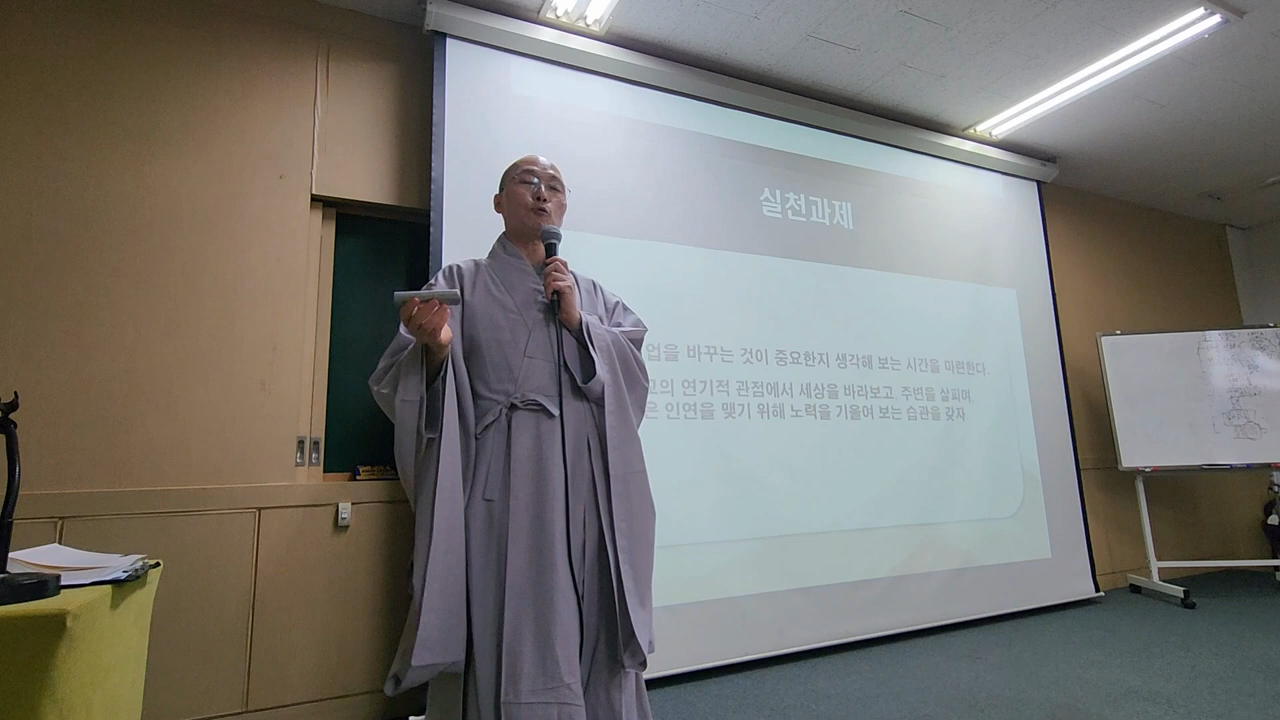 실천과제
업을 바꾸는 것이 중요한지 생각해 보는 시간을 마련한다.
연기적 관점에서 세상을 바라보고, 주변을 살피며,
인연을 맺기 위해 노력을 기울여 보는 습관을 갖자